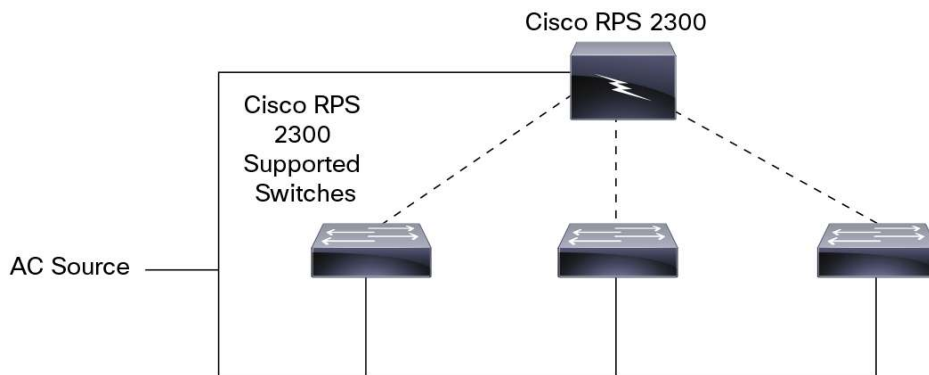 Cisco RPS 2300
Cisco RPS
2300
Supported
Switches
AC Source